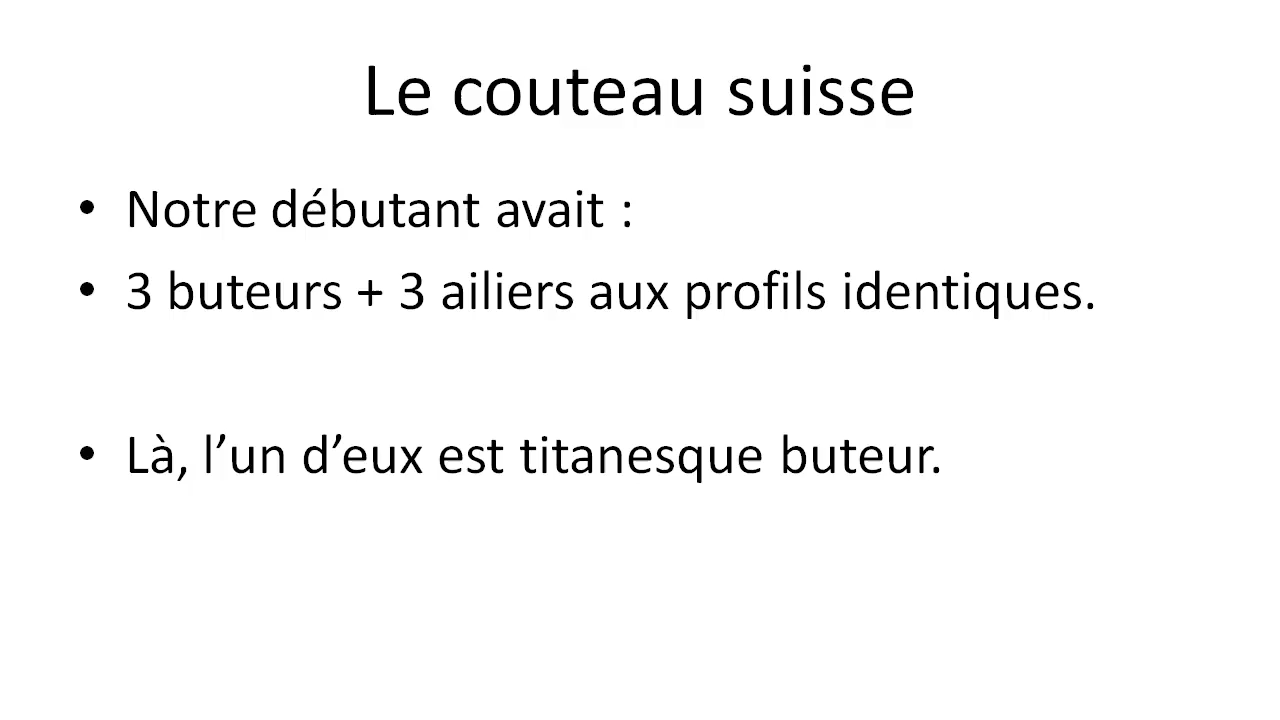 Le couteau suisse
• Notre débutant avait :
• 3 buteurs + 3 ailiers aux profils identiques.
• Là, l’un d’eux est titanesque buteur.